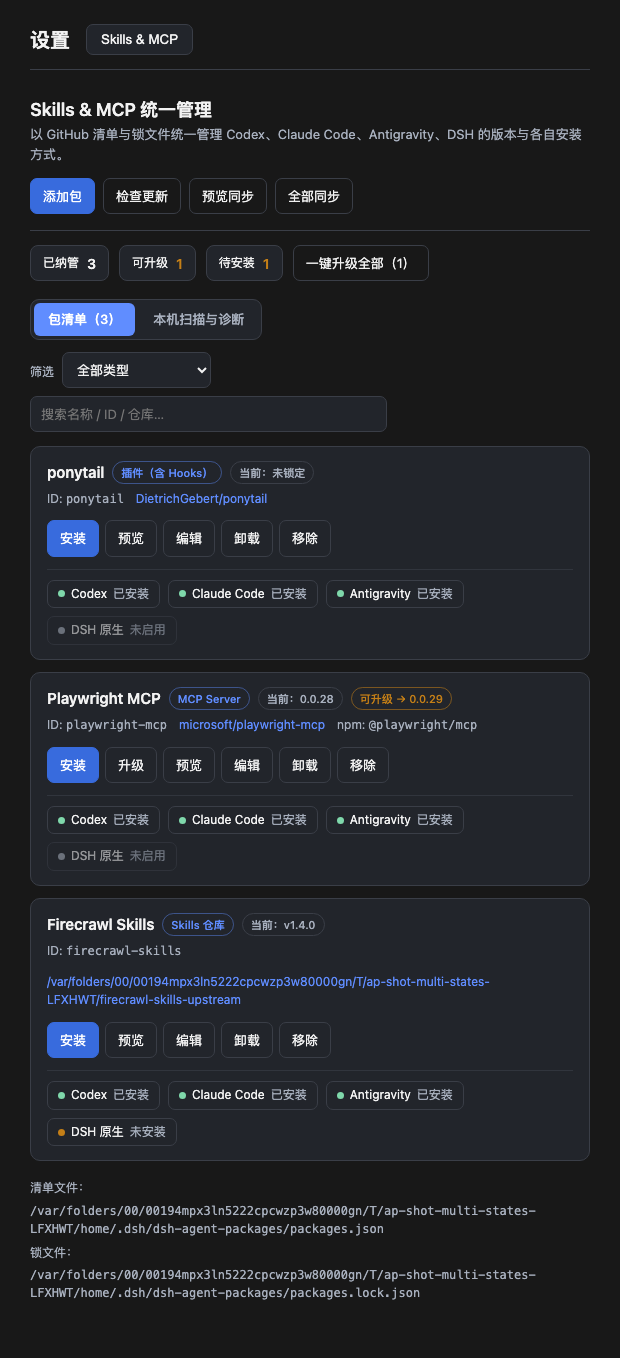 设置 Skills & MCP
Skills & MCP 统一管理
以 GitHub 清单与锁文件统一管理 Codex、Claude Code、Antigravity、DSH 的版本与各自安装
方式。
添加包 检查更新 预览同步 全部同步
已纳管 3 可升级 1 待安装 1 一键升级全部（1）
包清单（3） 本机扫描与诊断
筛选 全部类型
搜索名称 / ID / 仓库...
ponytail 插件（含 Hooks） 当前：未锁定
ID: ponytail DietrichGebert/ponytail
安装 预览 编辑 卸载 移除
Codex 已安装 Claude Code 已安装 Antigravity 已安装
DSH 原生 未启用
Playwright MCP MCP Server 当前：0.0.28 可升级 → 0.0.29
ID: playwright-mcp microsoft/playwright-mcp npm: @playwright/mcp
安装 升级 预览 编辑 卸载 移除
Codex 已安装 Claude Code 已安装 Antigravity 已安装
DSH 原生 未启用
Firecrawl Skills Skills 仓库 当前：v1.4.0
ID: firecrawl-skills
/var/folders/00/00194mpx3ln5222cpcwzp3w80000gn/T/ap-shot-multi-states-
LFXHWT/firecrawl-skills-upstream
安装 预览 编辑 卸载 移除
Codex 已安装 Claude Code 已安装 Antigravity 已安装
DSH 原生 未安装
清单文件：
/var/folders/00/00194mpx3ln5222cpcwzp3w80000gn/T/ap-shot-multi-states-
LFXHWT/home/.dsh/dsh-agent-packages/packages.json
锁文件：
/var/folders/00/00194mpx3ln5222cpcwzp3w80000gn/T/ap-shot-multi-states-
LFXHWT/home/.dsh/dsh-agent-packages/packages.lock.json